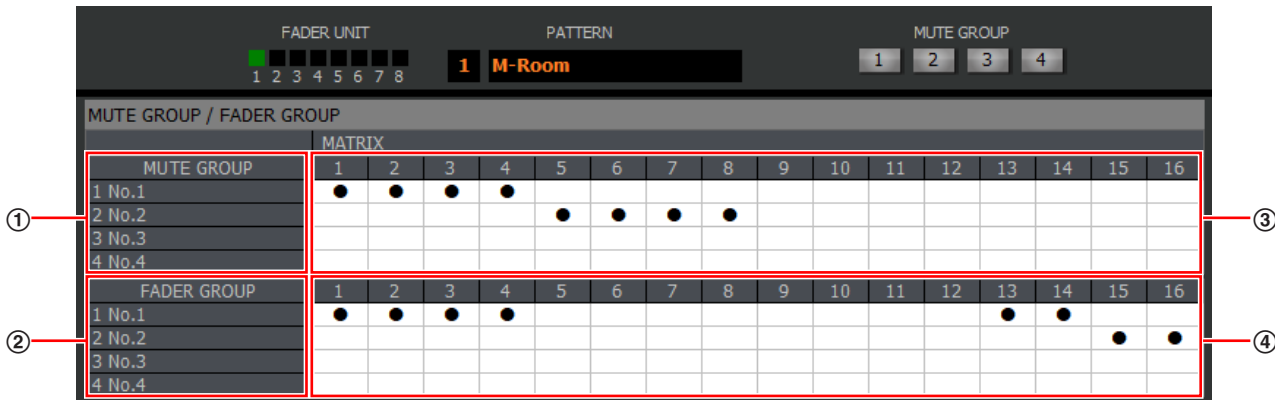 FADER UNIT PATTERN MUTE GROUP
1 M-Room 1 2 3 4
1 2 3 4 5 6 7 8
MUTE GROUP / FADER GROUP
MATRIX
MUTE GROUP 1 2 3 4 5 6 7 8 9 10 11 12 13 14 15 16
1 No.1 ● ● ● ●
① 2 No.2 ● ● ● ● ③
3 No.3
4 No.4
FADER GROUP 1 2 3 4 5 6 7 8 9 10 11 12 13 14 15 16
1 No.1 ● ● ● ● ● ●
② 2 No.2 ● ● ④
3 No.3
4 No.4